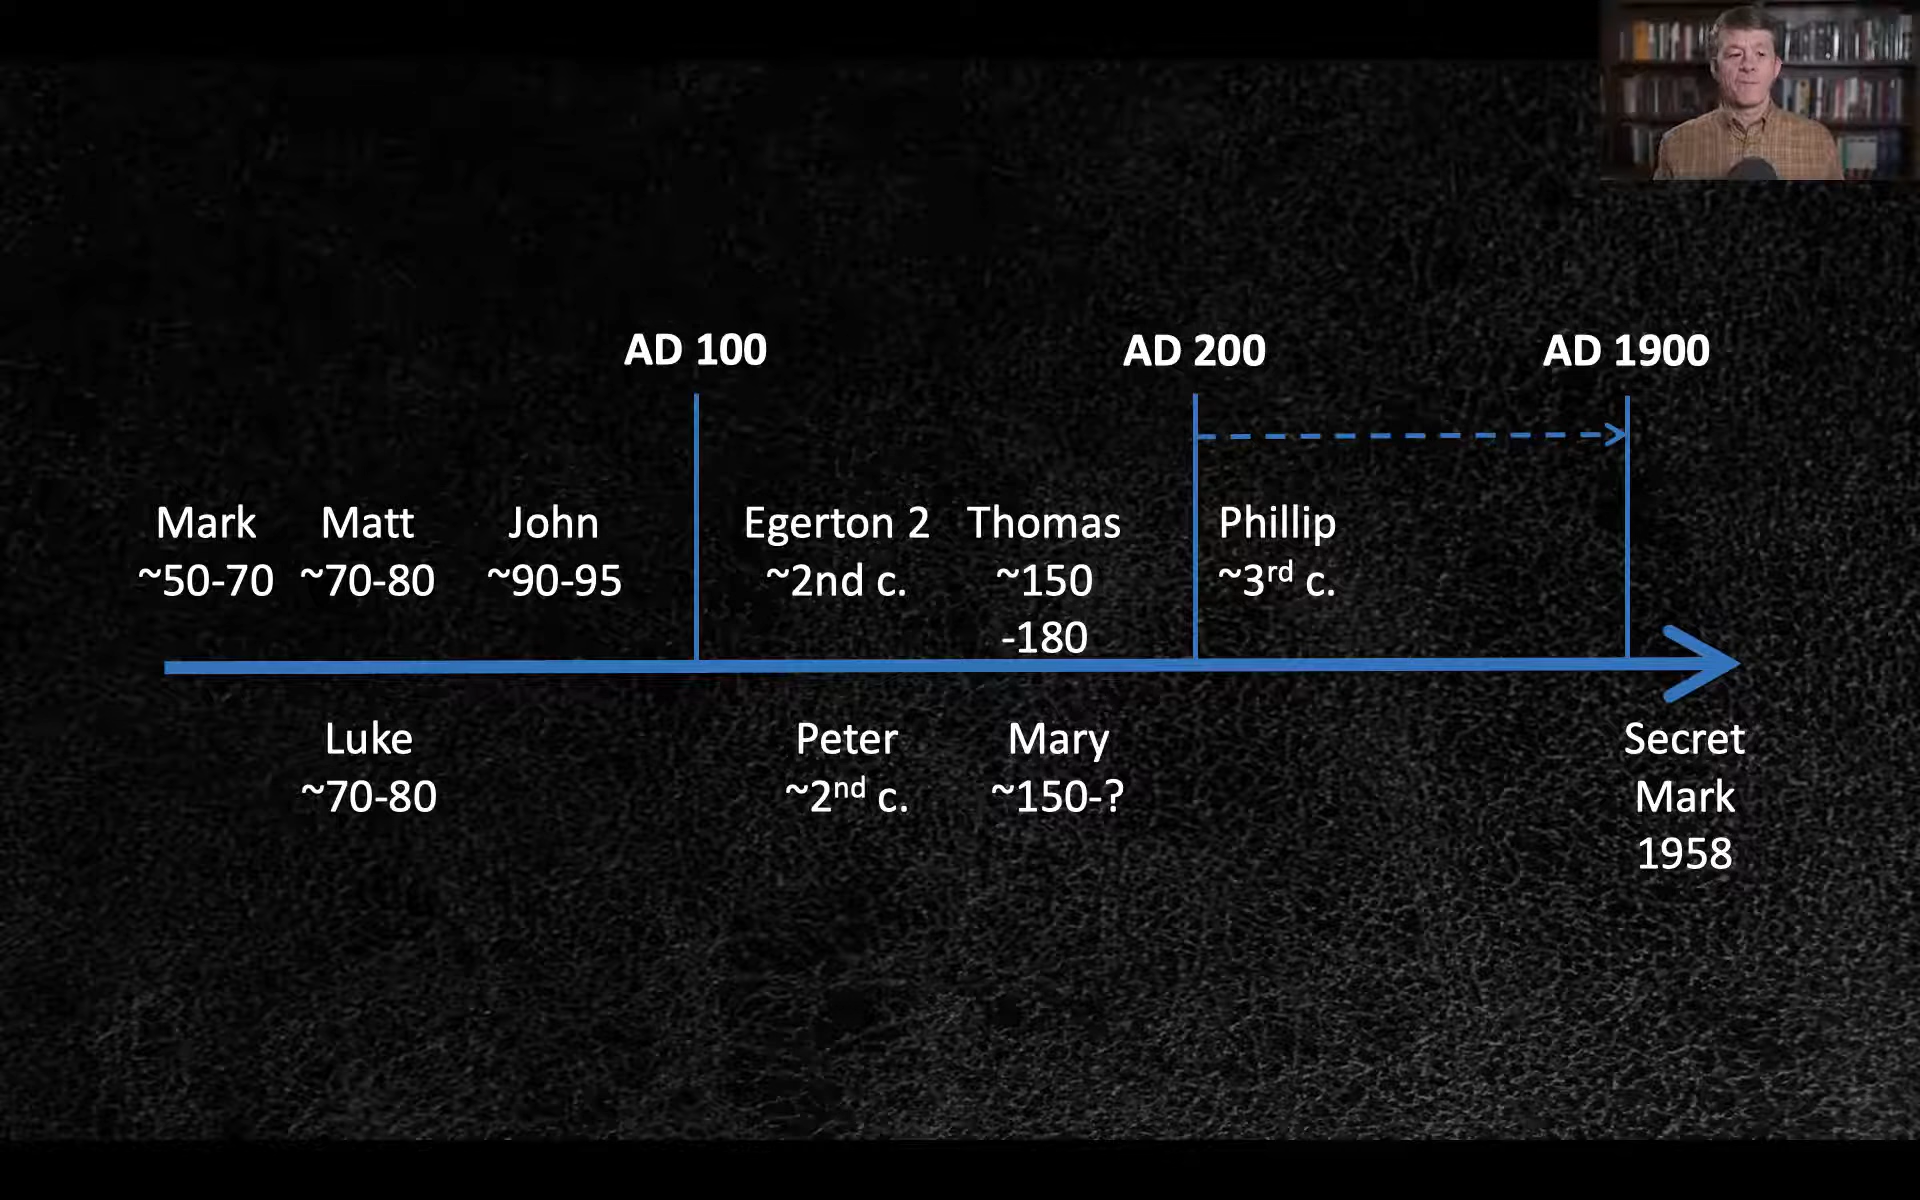 AD 100
AD 200
AD 1900
Mark
~50-70
Matt
~70-80
John
~90-95
Egerton 2
~2nd c.
Thomas
~150
-180
Phillip
~3rd c.
Luke
~70-80
Peter
~2nd c.
Mary
~150-?
Secret
Mark
1958